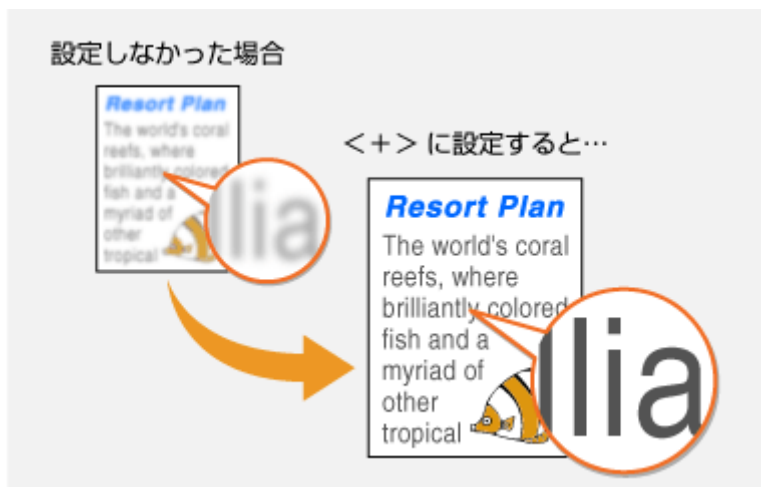 設定しなかった場合
Resort Plan
The world's coral
reefs, where
brilliantly colored
fish and a
myriad of
other
tropical
lia
<+> に設定すると…
Resort Plan
The world's coral
reefs, where
brilliantly colored
fish and a
myriad of
other
tropical
llia